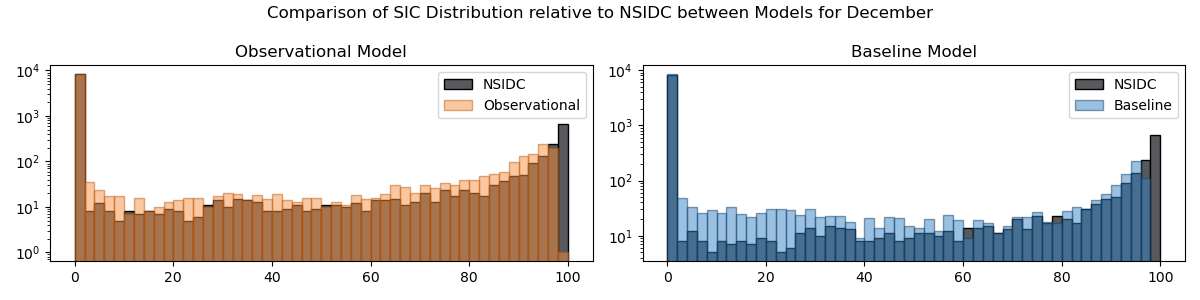 Comparison of SIC Distribution relative to NSIDC between Models for December
Observational Model
10⁴
10³
10²
10¹
10⁰
0 20 40 60 80 100
NSIDC
Observational
Baseline Model
10⁴
10³
10²
10¹
0 20 40 60 80 100
NSIDC
Baseline